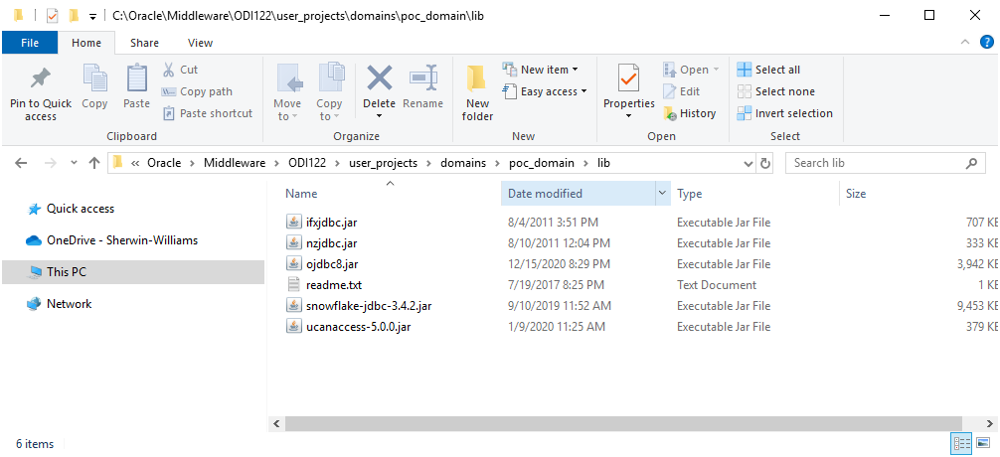 C:\Oracle\Middleware\ODI122\user_projects\domains\poc_domain\lib
File Home Share View
Pin to Quick access
Copy
Paste
Cut
Copy path
Paste shortcut
Clipboard
Move to
Copy to
Delete
Rename
Organize
New folder
New item
Easy access
New
Properties
Open
Edit
History
Open
Select all
Select none
Invert selection
Select
« Oracle > Middleware > ODI122 > user_projects > domains > poc_domain > lib
Search lib
Quick access
OneDrive - Sherwin-Williams
This PC
Network
Name Date modified Type Size
ifxjdbc.jar 8/4/2011 3:51 PM Executable Jar File 707 KB
nzjdbc.jar 8/10/2011 12:04 PM Executable Jar File 333 KB
ojdbc8.jar 12/15/2020 8:29 PM Executable Jar File 3,942 KB
readme.txt 7/19/2017 8:25 PM Text Document 1 KB
snowflake-jdbc-3.4.2.jar 9/10/2019 11:52 AM Executable Jar File 9,453 KB
ucanaccess-5.0.0.jar 1/9/2020 11:25 AM Executable Jar File 379 KB
6 items